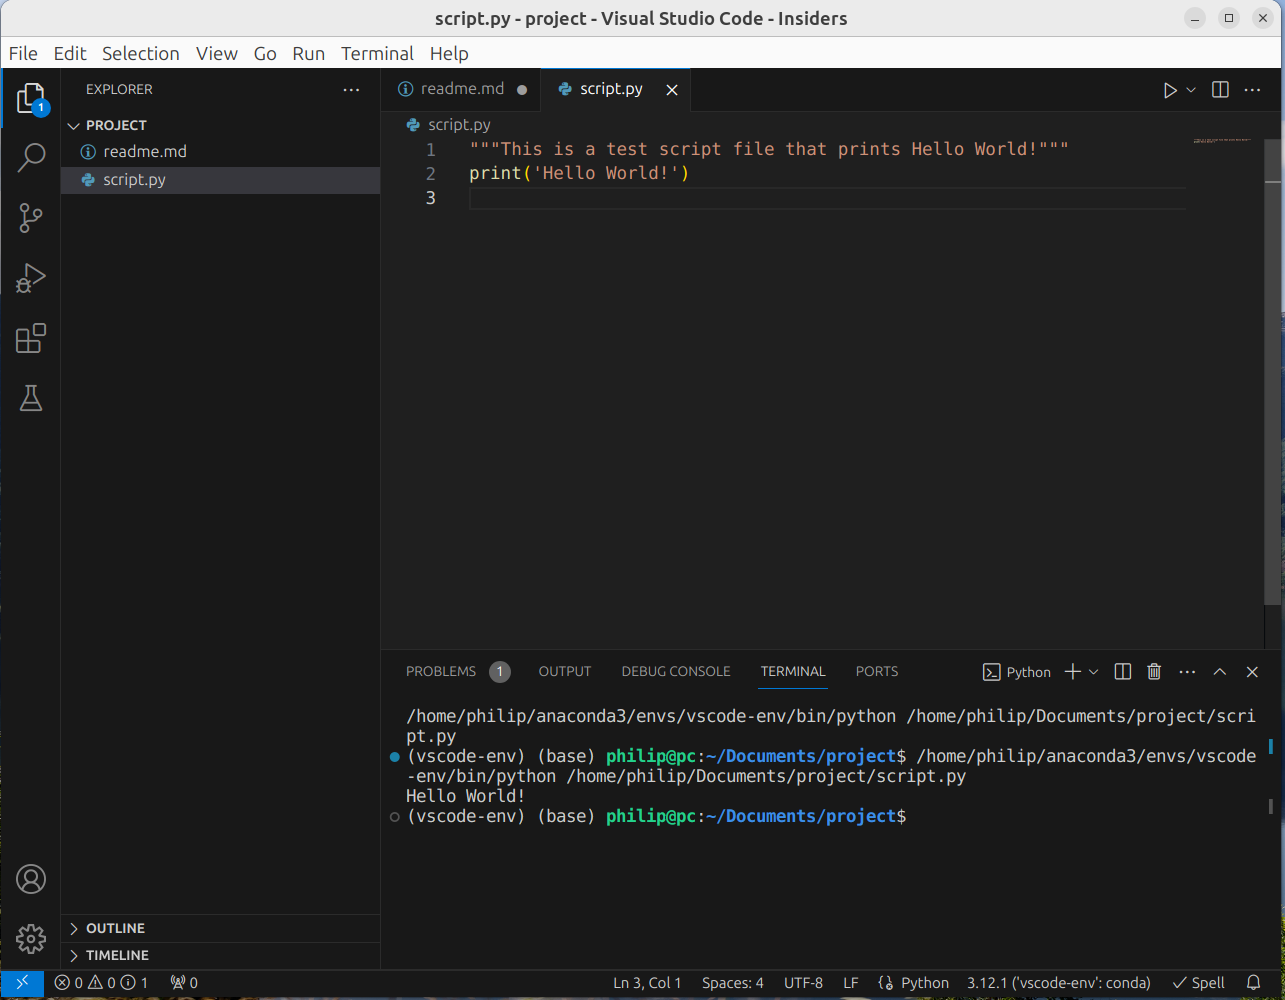 script.py - project - Visual Studio Code - Insiders
File Edit Selection View Go Run Terminal Help
1
EXPLORER
PROJECT
readme.md
script.py
OUTLINE
TIMELINE
readme.md script.py
script.py
1 """This is a test script file that prints Hello World!"""
2 print('Hello World!')
3
PROBLEMS 1 OUTPUT DEBUG CONSOLE TERMINAL PORTS Python
/home/philip/anaconda3/envs/vscode-env/bin/python /home/philip/Documents/project/scri
pt.py
(vscode-env) (base) philip@pc:~/Documents/project$ /home/philip/anaconda3/envs/vscode
-env/bin/python /home/philip/Documents/project/script.py
Hello World!
(vscode-env) (base) philip@pc:~/Documents/project$
0 0 1 0 Ln 3, Col 1 Spaces: 4 UTF-8 LF Python 3.12.1 ('vscode-env': conda) Spell